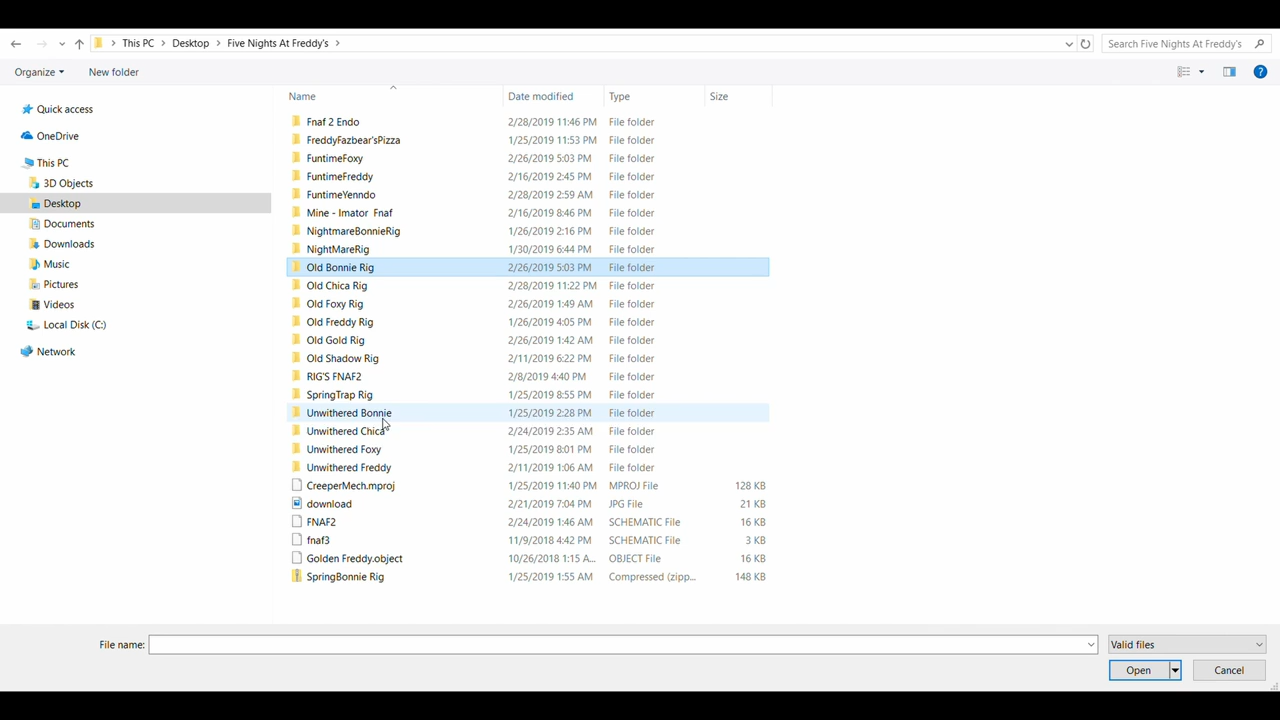 This PC > Desktop > Five Nights At Freddy's >
Search Five Nights At Freddy's
Organize
New folder
Quick access
OneDrive
This PC
3D Objects
Desktop
Documents
Downloads
Music
Pictures
Videos
Local Disk (C:)
Network
Name Date modified Type Size
Fnaf 2 Endo 2/28/2019 11:46 PM File folder
FreddyFazbear'sPizza 1/25/2019 11:53 PM File folder
FuntimeFoxy 2/26/2019 5:03 PM File folder
FuntimeFreddy 2/16/2019 2:45 PM File folder
FuntimeYenndo 2/28/2019 2:59 AM File folder
Mine - Imator Fnaf 2/16/2019 8:46 PM File folder
NightmareBonnieRig 1/26/2019 2:16 PM File folder
NightMareRig 1/30/2019 6:44 PM File folder
Old Bonnie Rig 2/26/2019 5:03 PM File folder
Old Chica Rig 2/28/2019 11:22 PM File folder
Old Foxy Rig 2/26/2019 1:49 AM File folder
Old Freddy Rig 1/26/2019 4:05 PM File folder
Old Gold Rig 2/26/2019 1:42 AM File folder
Old Shadow Rig 2/11/2019 6:22 PM File folder
RIG'S FNAF2 2/8/2019 4:40 PM File folder
SpringTrap Rig 1/25/2019 8:55 PM File folder
Unwithered Bonnie 1/25/2019 2:28 PM File folder
Unwithered Chica 2/24/2019 2:35 AM File folder
Unwithered Foxy 1/25/2019 8:01 PM File folder
Unwithered Freddy 2/11/2019 1:06 AM File folder
CreeperMech.mproj 1/25/2019 11:40 PM MPROJ File 128 KB
download 2/21/2019 7:04 PM JPG File 21 KB
FNAF2 2/24/2019 1:46 AM SCHEMATIC File 16 KB
fnaf3 11/9/2018 4:42 PM SCHEMATIC File 3 KB
Golden Freddy.object 10/26/2018 1:15 A... OBJECT File 16 KB
SpringBonnie Rig 1/25/2019 1:55 AM Compressed (zipp... 148 KB
File name:
Valid files
Open
Cancel